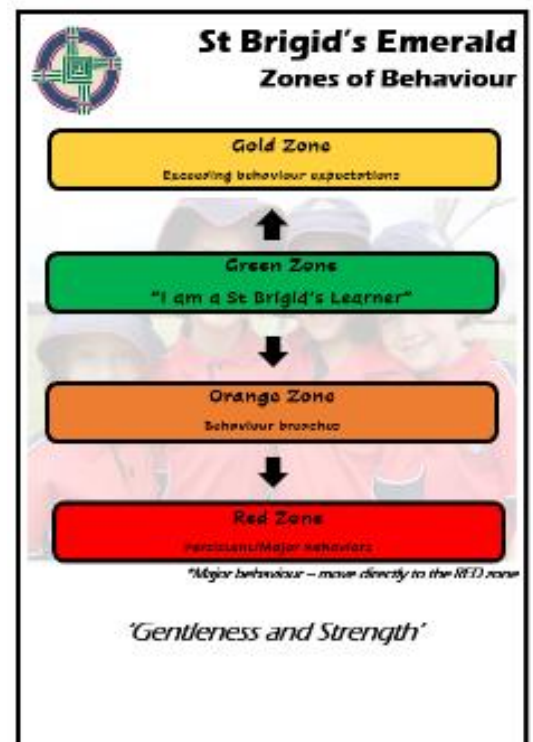 St Brigid's Emerald
Zones of Behaviour
Gold Zone
Exceeding behaviour expectations
Green Zone
"I am a St Brigid's Learner"
Orange Zone
Behaviour breaches
Red Zone
Persistent/Major behaviors
*Major behaviour – move directly to the RED zone
'Gentleness and Strength'